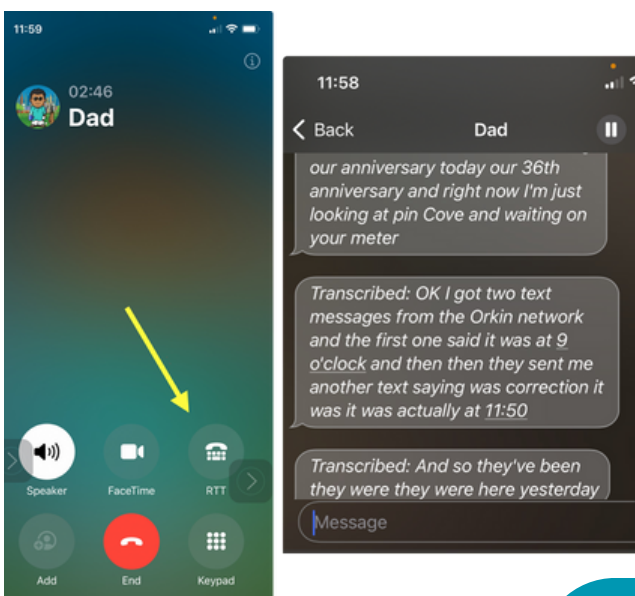 11:59
02:46
Dad
Speaker
FaceTime
RTT
Add
End
Keypad
11:58
Back
Dad
our anniversary today our 36th
anniversary and right now I'm just
looking at pin Cove and waiting on
your meter
Transcribed: OK I got two text
messages from the Orkin network
and the first one said it was at 9
o'clock and then then they sent me
another text saying was correction it
was it was actually at 11:50
Transcribed: And so they've been
they were they were here yesterday
Message